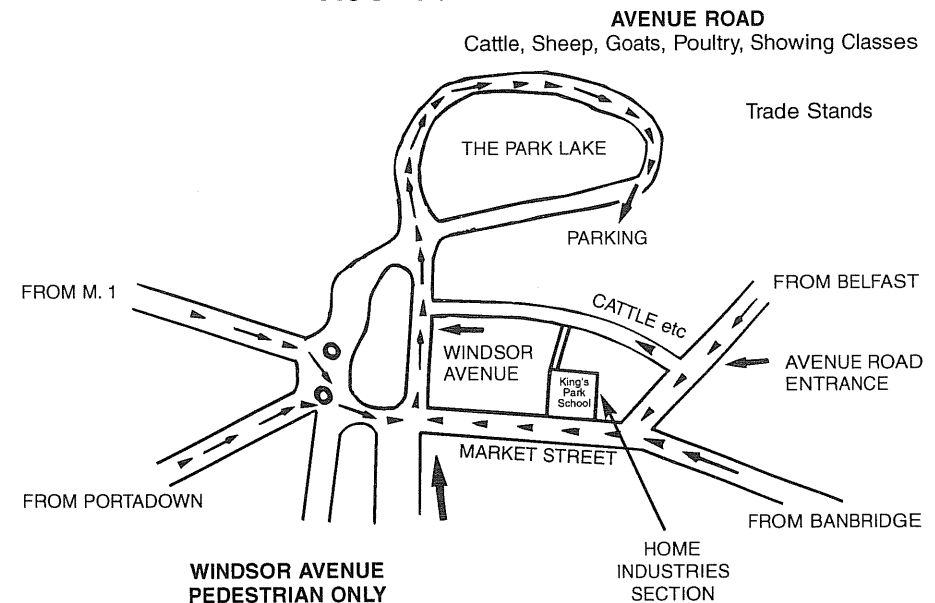 AVENUE ROAD
Cattle, Sheep, Goats, Poultry, Showing Classes
Trade Stands
THE PARK LAKE
PARKING
FROM M. 1
FROM BELFAST
CATTLE etc
WINDSOR
AVENUE
AVENUE ROAD
ENTRANCE
King's
Park
School
MARKET STREET
FROM PORTADOWN
FROM BANBRIDGE
HOME
INDUSTRIES
SECTION
WINDSOR AVENUE
PEDESTRIAN ONLY